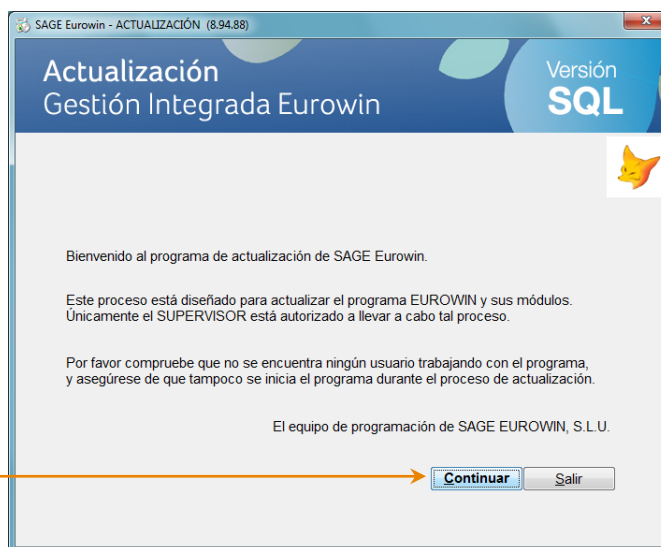 SAGE Eurowin - ACTUALIZACIÓN (8.94.88)
Actualización
Gestión Integrada Eurowin
Versión
SQL
Bienvenido al programa de actualización de SAGE Eurowin.
Este proceso está diseñado para actualizar el programa EUROWIN y sus módulos.
Únicamente el SUPERVISOR está autorizado a llevar a cabo tal proceso.
Por favor compruebe que no se encuentra ningún usuario trabajando con el programa,
y asegúrese de que tampoco se inicia el programa durante el proceso de actualización.
El equipo de programación de SAGE EUROWIN, S.L.U.
Continuar Salir